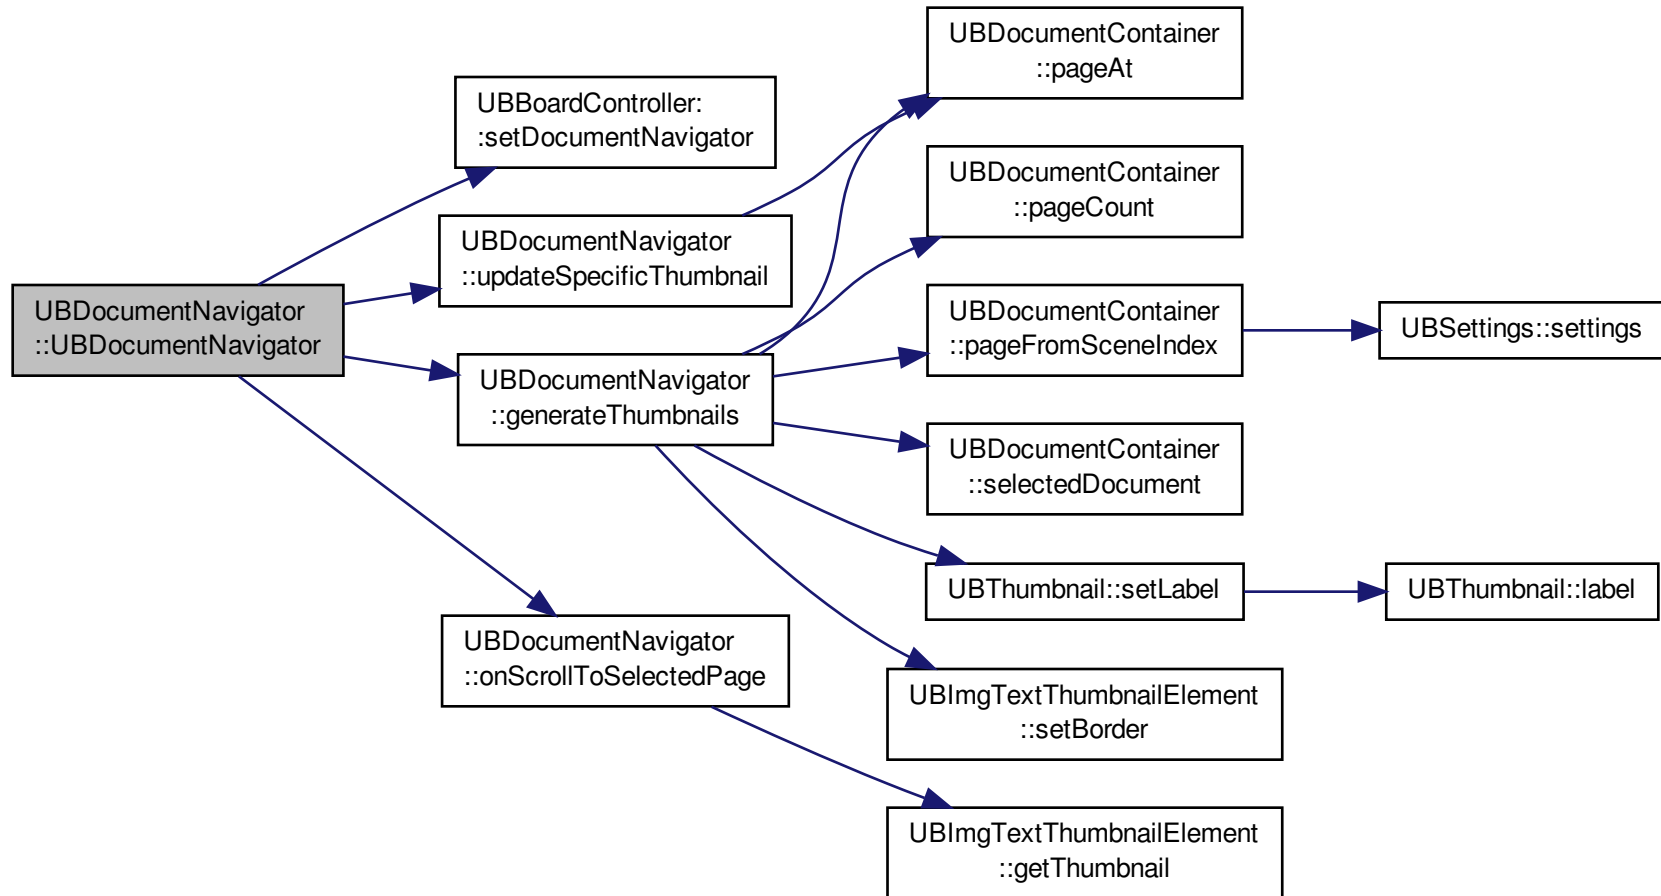 UBDocumentContainer
::pageAt
UBBoardController:
:setDocumentNavigator
UBDocumentContainer
::pageCount
UBDocumentNavigator
::updateSpecificThumbnail
UBDocumentNavigator
::UBDocumentNavigator
UBDocumentContainer
::pageFromSceneIndex
UBSettings::settings
UBDocumentNavigator
::generateThumbnails
UBDocumentContainer
::selectedDocument
UBThumbnail::setLabel
UBThumbnail::label
UBDocumentNavigator
::onScrollToSelectedPage
UBImgTextThumbnailElement
::setBorder
UBImgTextThumbnailElement
::getThumbnail